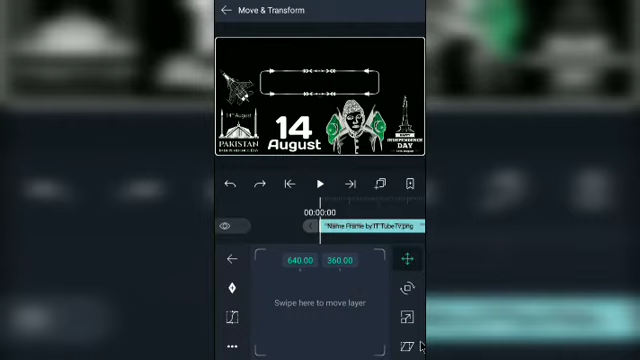 Move & Transform
14th August
PAKISTAN
14
August
HAPPY
INDEPENDENCE
DAY
00:00:00
Name Frame by IT TubeTV.png
640.00
360.00
Swipe here to move layer